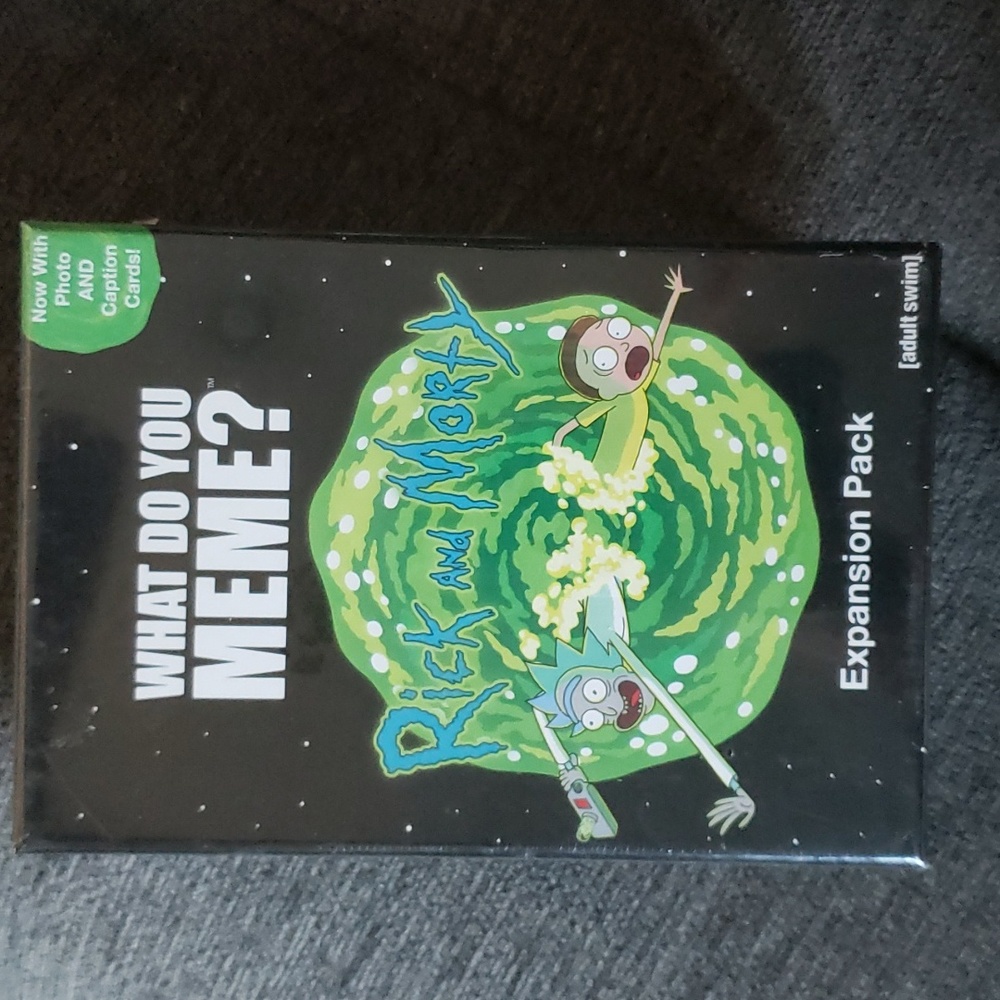 Now With
Photo
AND
Caption
Cards!
WHAT DO YOU
MEME?™
Rick and Morty
Expansion Pack
[adult swim]